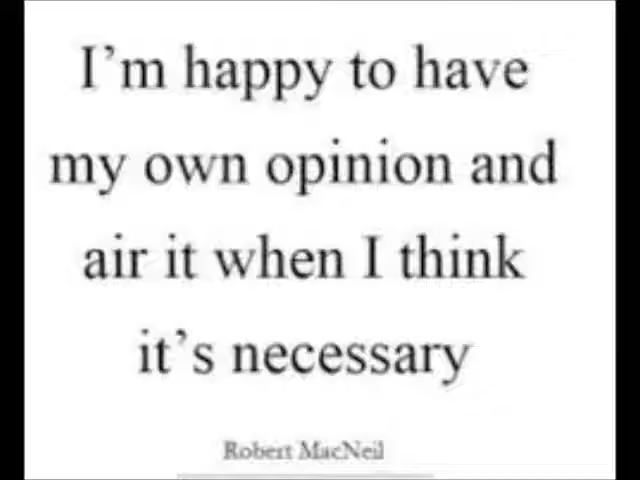 I'm happy to have
my own opinion and
air it when I think
it's necessary
Robert MacNeil